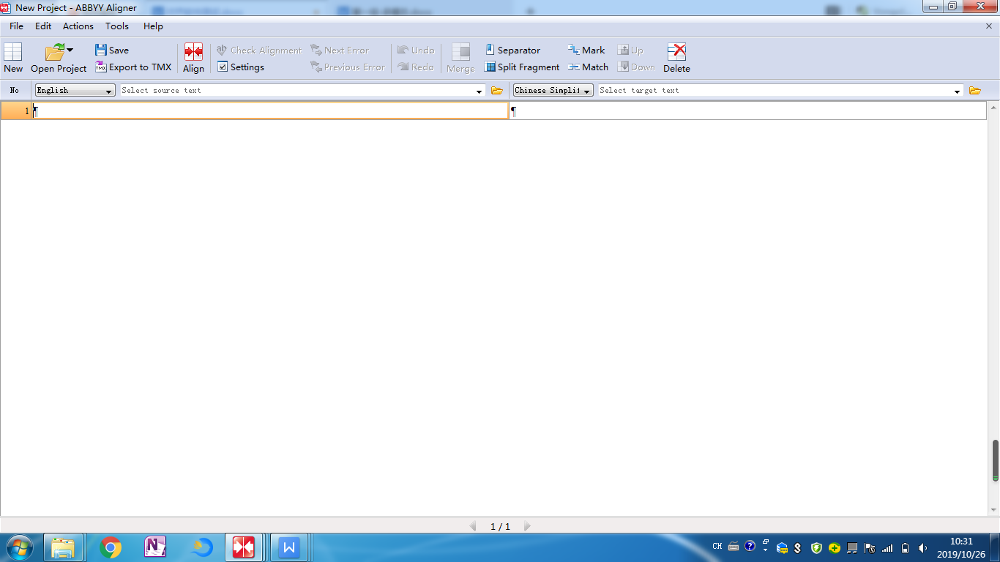 New Project - ABBYY Aligner
File Edit Actions Tools Help
New Open Project Save Export to TMX Align Check Alignment Settings Next Error Previous Error Undo Redo Merge Separator Split Fragment Mark Match Up Down Delete
No English Select source text Chinese Simplif Select target text
1 ¶ ¶
1 / 1
CH 10:31
2019/10/26